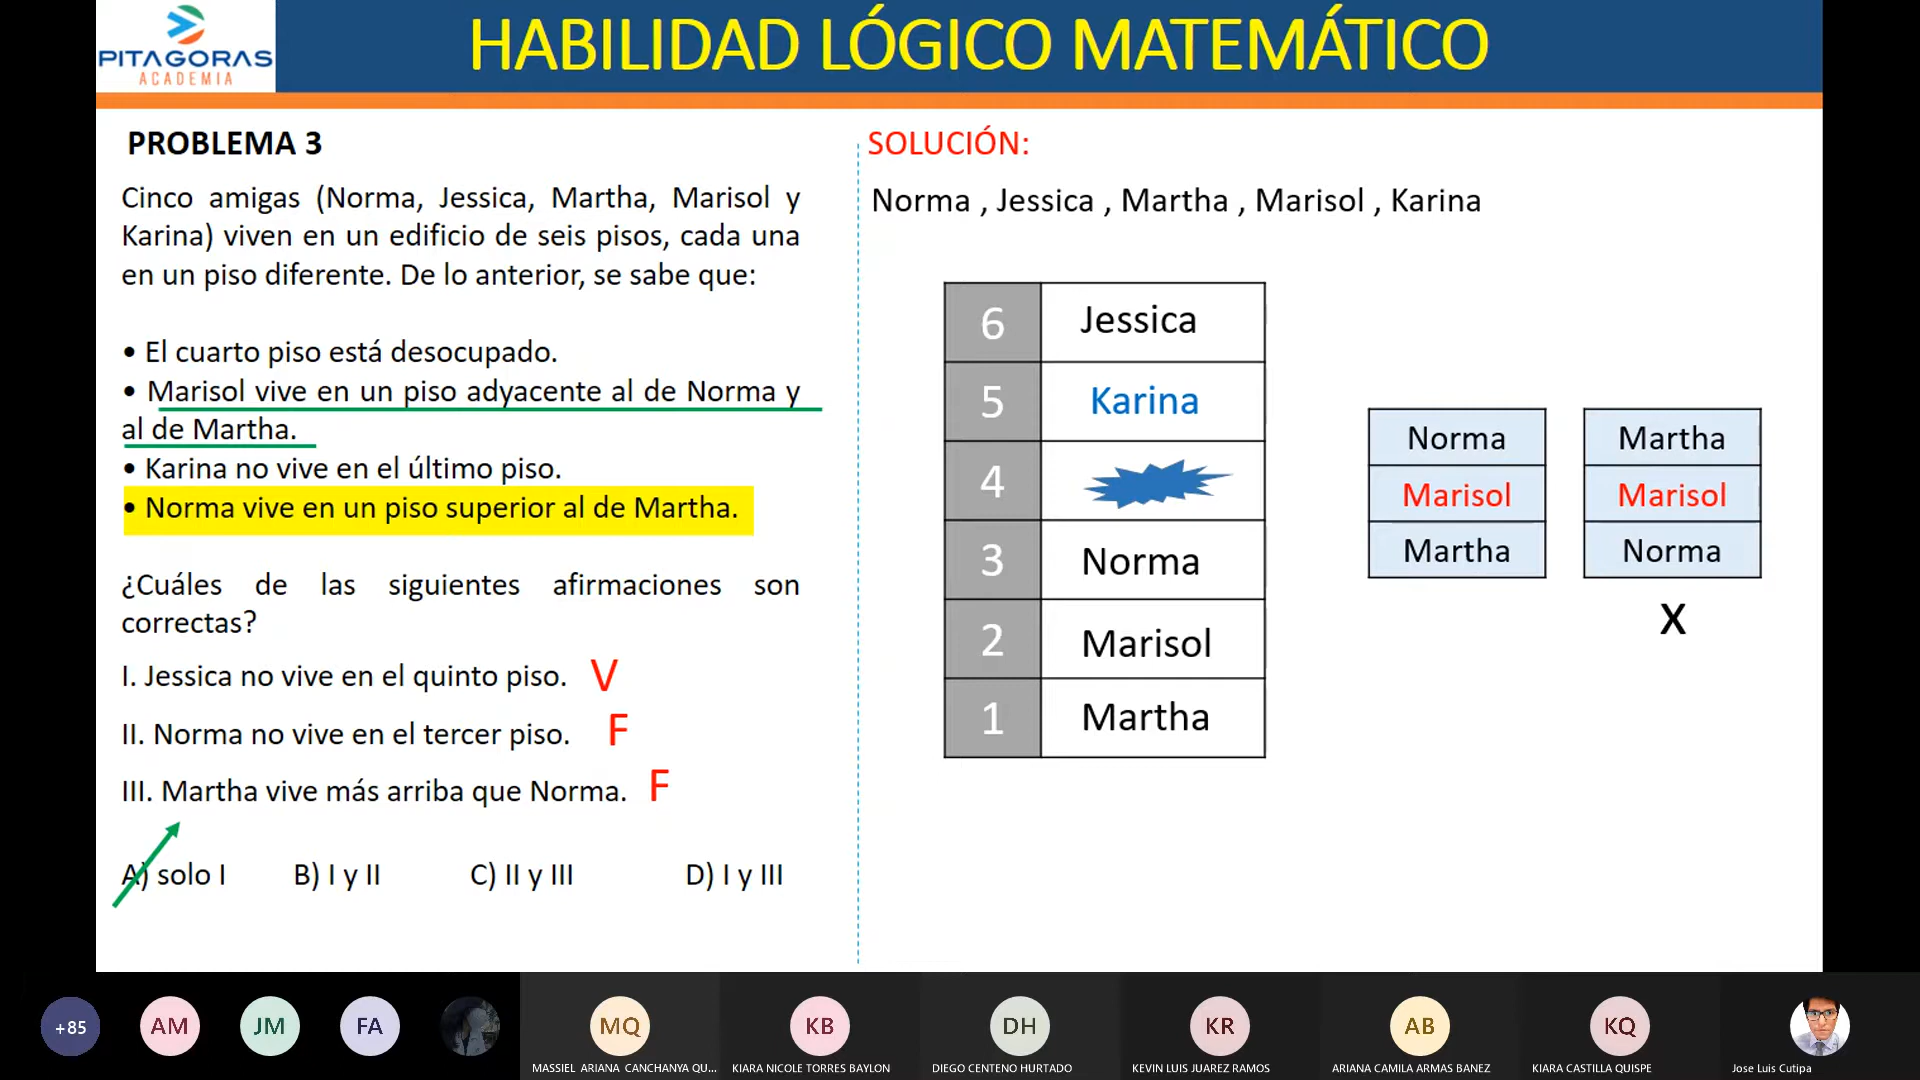 PITAGORAS
ACADEMIA
HABILIDAD LÓGICO MATEMÁTICO
PROBLEMA 3
Cinco amigas (Norma, Jessica, Martha, Marisol y
Karina) viven en un edificio de seis pisos, cada una
en un piso diferente. De lo anterior, se sabe que:
• El cuarto piso está desocupado.
• Marisol vive en un piso adyacente al de Norma y
al de Martha.
• Karina no vive en el último piso.
• Norma vive en un piso superior al de Martha.
¿Cuáles de las siguientes afirmaciones son
correctas?
I. Jessica no vive en el quinto piso. V
II. Norma no vive en el tercer piso. F
III. Martha vive más arriba que Norma. F
A) solo I B) I y II C) II y III D) I y III
SOLUCIÓN:
Norma , Jessica , Martha , Marisol , Karina
6 Jessica
5 Karina
4
3 Norma
2 Marisol
1 Martha
Norma
Marisol
Martha
Martha
Marisol
Norma
X
+85
AM
JM
FA
MQ
MASSIEL ARIANA CANCHANYA QU...
KB
KIARA NICOLE TORRES BAYLON
DH
DIEGO CENTENO HURTADO
KR
KEVIN LUIS JUAREZ RAMOS
AB
ARIANA CAMILA ARMAS BANEZ
KQ
KIARA CASTILLA QUISPE
Jose Luis Cutipa